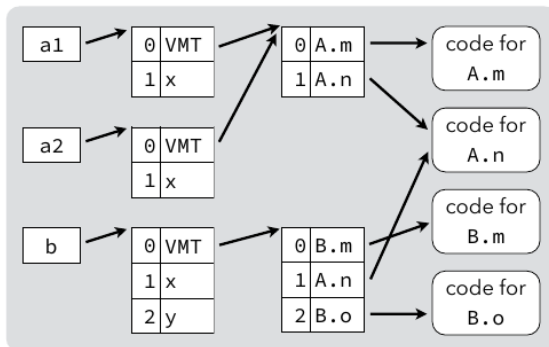 a1
0 VMT
1 x
0 A.m
1 A.n
code for
A.m
a2
0 VMT
1 x
code for
A.n
b
0 VMT
1 x
2 y
0 B.m
1 A.n
2 B.o
code for
B.m
code for
B.o